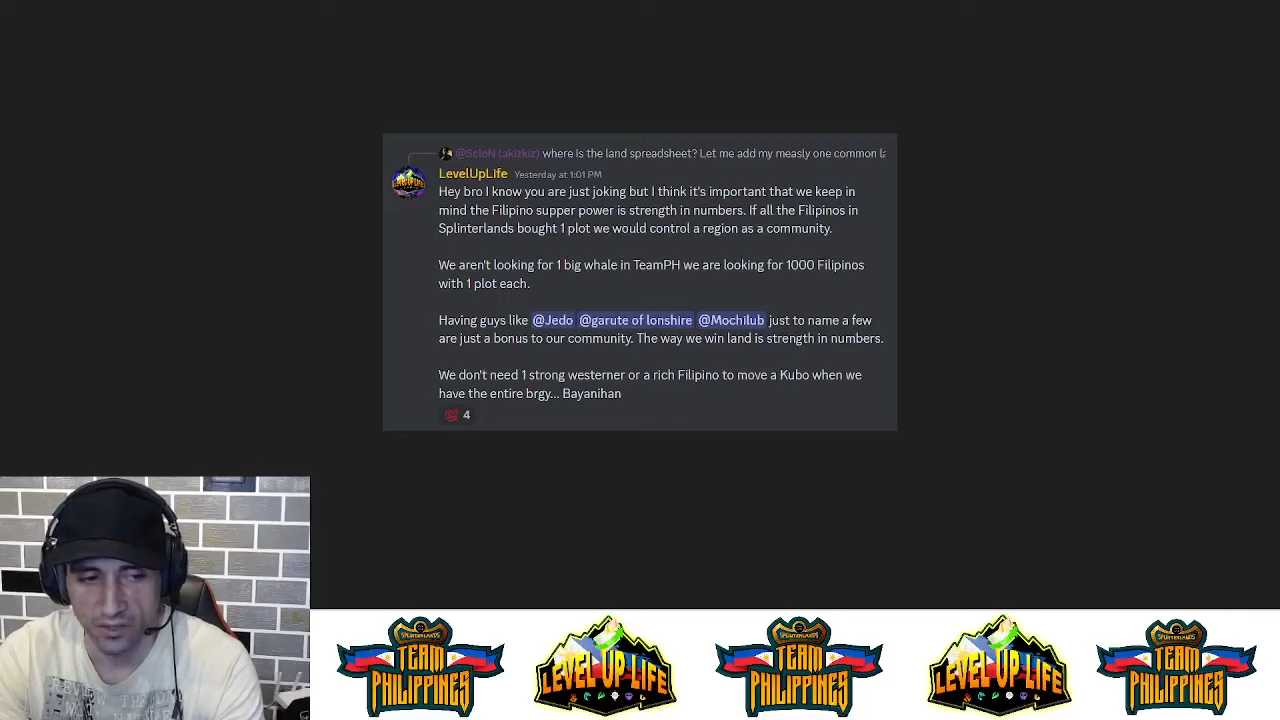 @ScIoN (akizkiz) where is the land spreadsheet? Let me add my measly one common la
LevelUpLife Yesterday at 1:01 PM
Hey bro I know you are just joking but I think it's important that we keep in
mind the Filipino supper power is strength in numbers. If all the Filipinos in
Splinterlands bought 1 plot we would control a region as a community.
We aren't looking for 1 big whale in TeamPH we are looking for 1000 Filipinos
with 1 plot each.
Having guys like @Jedo @garute of lonshire @Mochilub just to name a few
are just a bonus to our community. The way we win land is strength in numbers.
We don't need 1 strong westerner or a rich Filipino to move a Kubo when we
have the entire brgy... Bayanihan
4
SPLINTERLANDS
TEAM
PHILIPPINES
LEVEL UP LIFE
SPLINTERLANDS
TEAM
PHILIPPINES
LEVEL UP LIFE
SPLINTERLANDS
TEAM
PHILIPPINES